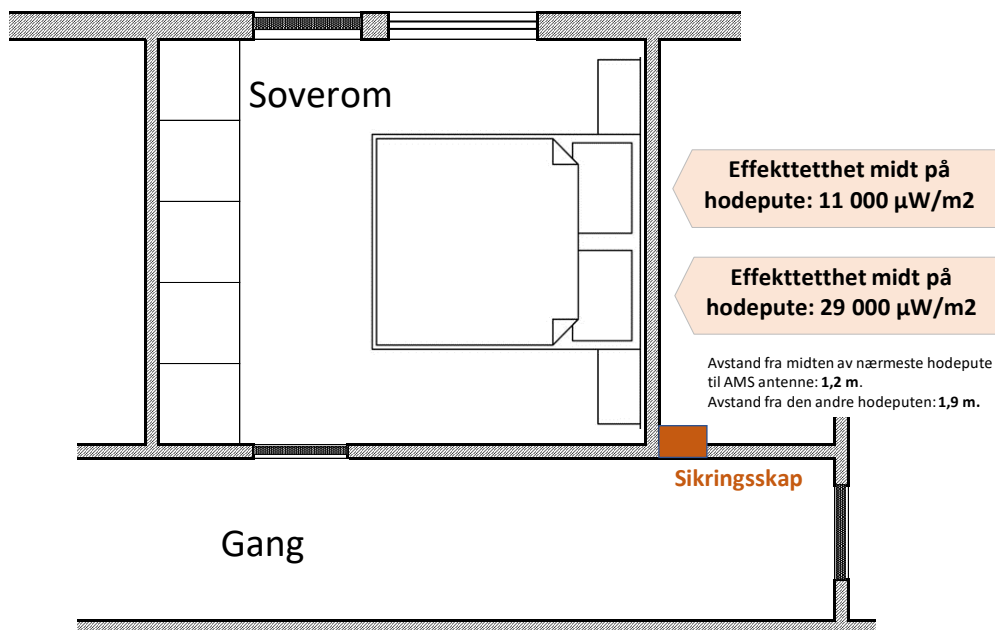 Soverom
Effekttetthet midt på
hodepute: 11 000 µW/m2
Effekttetthet midt på
hodepute: 29 000 µW/m2
Avstand fra midten av nærmeste hodepute
til AMS antenne: 1,2 m.
Avstand fra den andre hodeputen: 1,9 m.
Sikringsskap
Gang